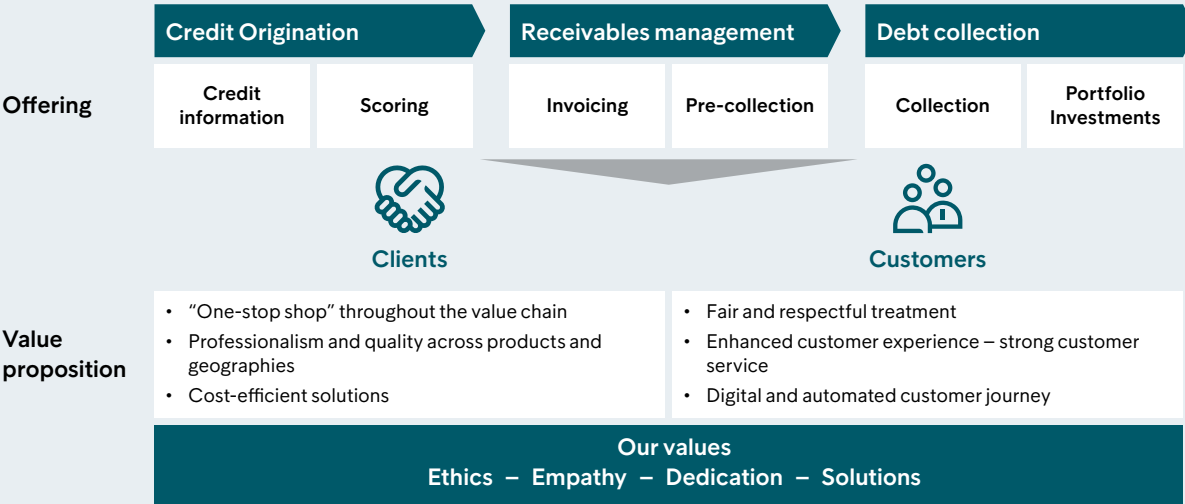 Credit Origination
Receivables management
Debt collection
Offering
Credit
information
Scoring
Invoicing
Pre-collection
Collection
Portfolio
Investments
Clients
Customers
Value
proposition
• “One-stop shop” throughout the value chain
• Professionalism and quality across products and
geographies
• Cost-efficient solutions
• Fair and respectful treatment
• Enhanced customer experience – strong customer
service
• Digital and automated customer journey
Our values
Ethics – Empathy – Dedication – Solutions